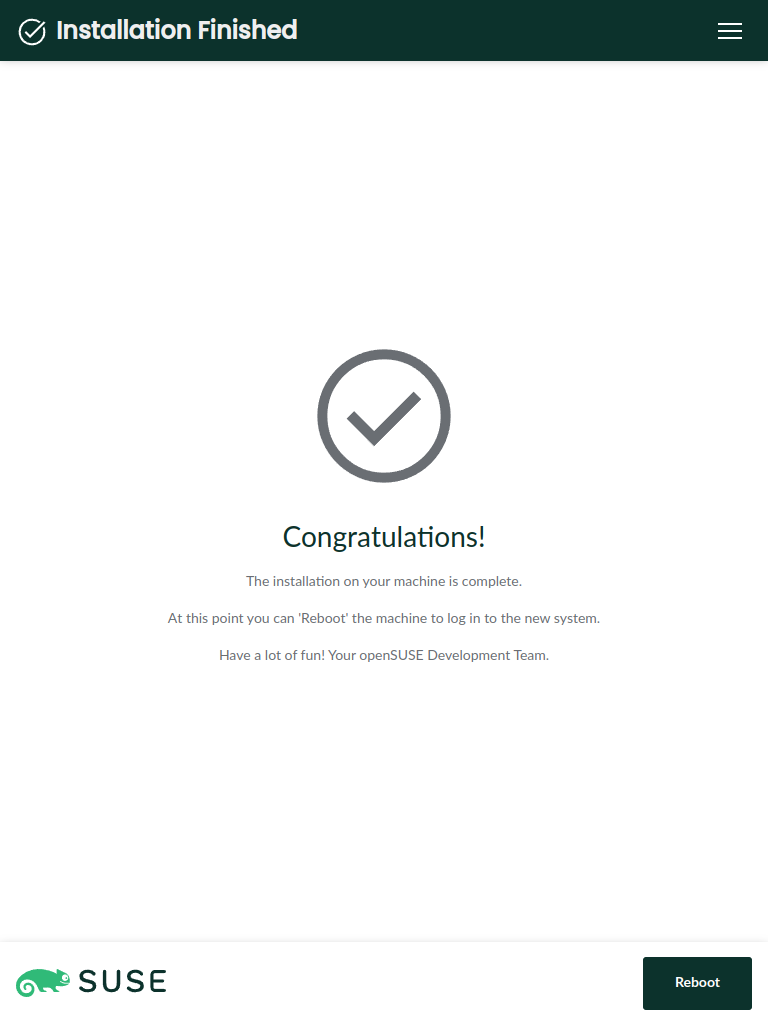 Installation Finished
Congratulations!
The installation on your machine is complete.
At this point you can 'Reboot' the machine to log in to the new system.
Have a lot of fun! Your openSUSE Development Team.
SUSE
Reboot